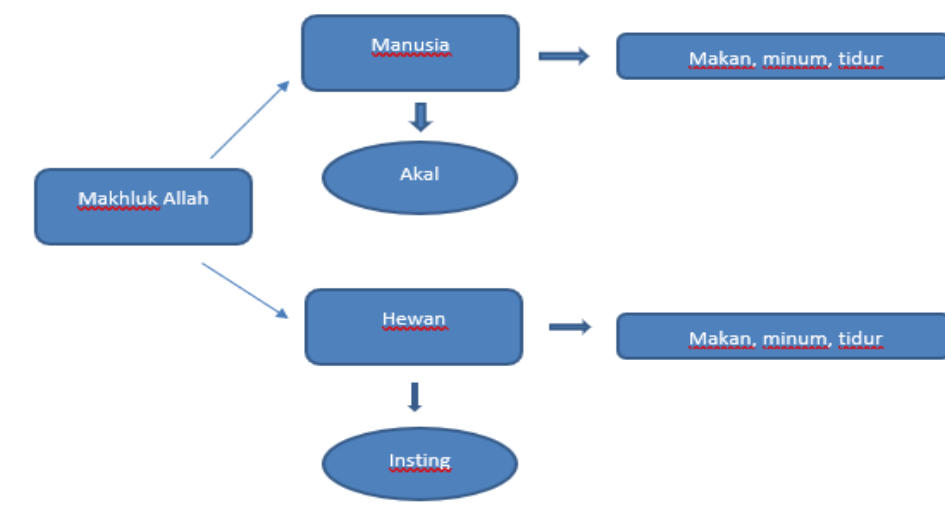 Manusia
Makan, minum, tidur
Akal
Makhluk Allah
Hewan
Makan, minum, tidur
Insting